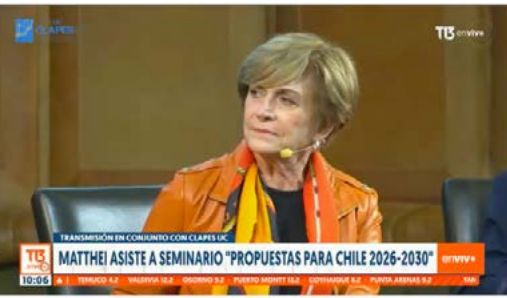 CLAPES
T13 en vivo
TRANSMISIÓN EN CONJUNTO CON CLAPES UC
MATTHEI ASISTE A SEMINARIO "PROPUESTAS PARA CHILE 2026-2030"
T13
en vivo
10:06
TEMUCO 4.2 VALDIVIA 12.2 OSORNO 9.2 PUERTO MONTT 13.2 COYHAIQUE 6.2 PUNTA ARENAS 9.2
T13